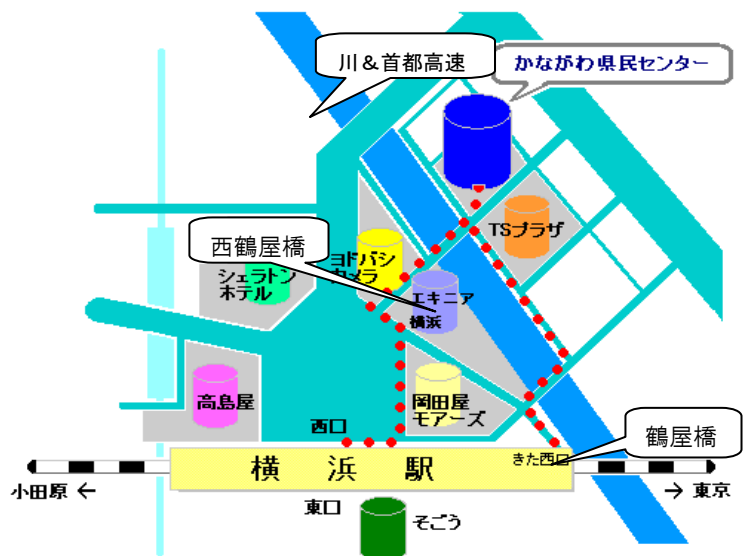 川＆首都高速
かながわ県民センター
TSプラザ
西鶴屋橋
ヨドバシ
カメラ
シェラトン
ホテル
エキニア
横浜
高島屋
岡田屋
モアーズ
西口
鶴屋橋
きた西口
横浜駅
小田原 ←
→ 東京
東口
そごう